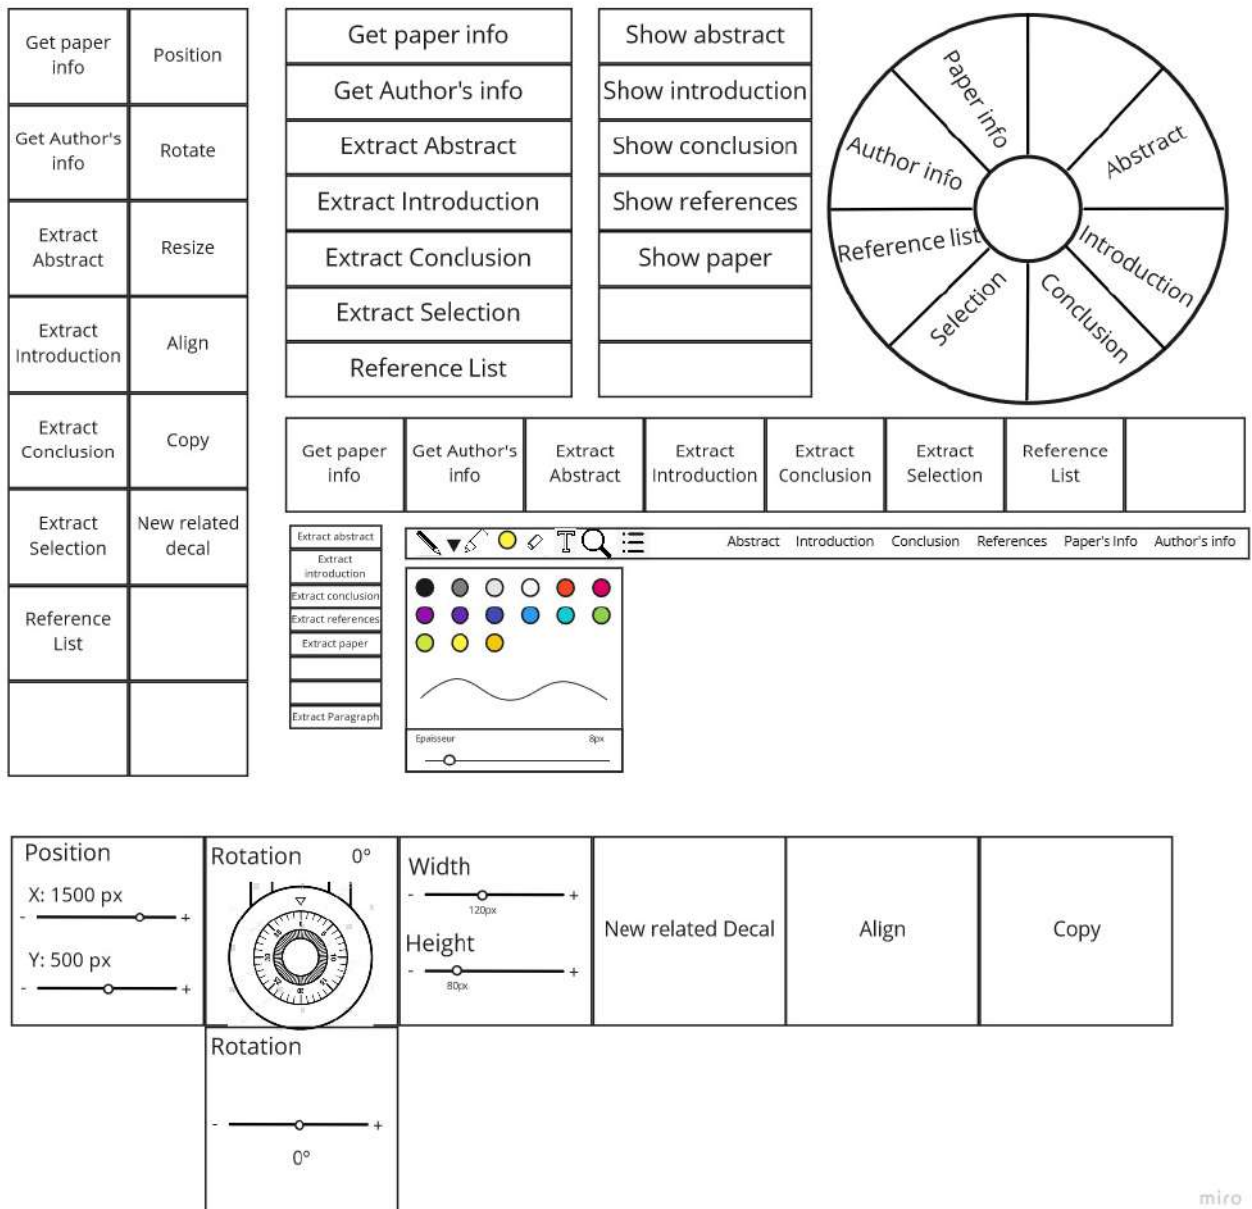 Get paper
info
Position
Get Author's
info
Rotate
Extract
Abstract
Resize
Extract
Introduction
Align
Extract
Conclusion
Copy
Extract
Selection
New related
decal
Reference
List
Get paper info
Get Author's info
Extract Abstract
Extract Introduction
Extract Conclusion
Extract Selection
Reference List
Show abstract
Show introduction
Show conclusion
Show references
Show paper
Paper info
Abstract
Introduction
Conclusion
Selection
Reference list
Author info
Get paper
info
Get Author's
info
Extract
Abstract
Extract
Introduction
Extract
Conclusion
Extract
Selection
Reference
List
Extract abstract
Extract
introduction
Extract conclusion
Extract references
Extract paper
Extract Paragraph
T
Abstract Introduction Conclusion References Paper's Info Author's info
Epaisseur 8px
Position
X: 1500 px
- +
Y: 500 px
- +
Rotation 0°
Width
- +
120px
Height
- +
80px
New related Decal
Align
Copy
Rotation
- +
0°
miro